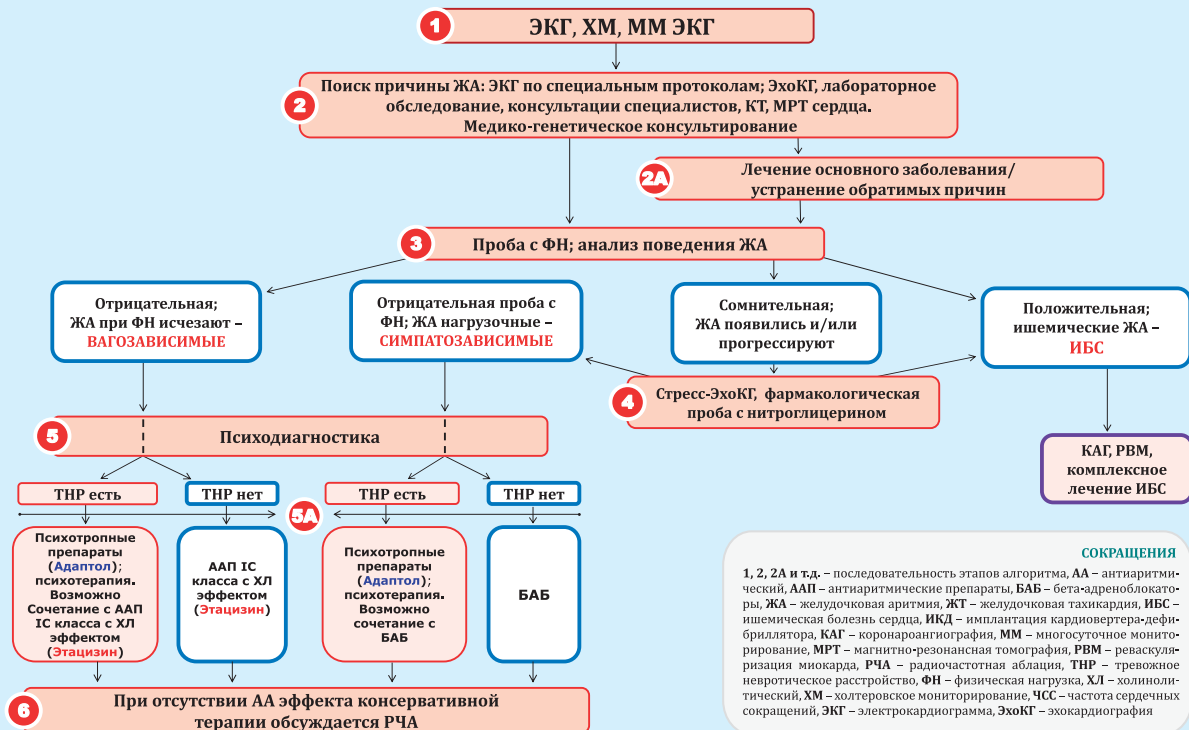 1
ЭКГ, ХМ, ММ ЭКГ
2
Поиск причины ЖА: ЭКГ по специальным протоколам; ЭхоКГ, лабораторное
обследование, консультации специалистов, КТ, МРТ сердца.
Медико-генетическое консультирование
2А
Лечение основного заболевания/
устранение обратимых причин
3
Проба с ФН; анализ поведения ЖА
Отрицательная;
ЖА при ФН исчезают –
ВАГОЗАВИСИМЫЕ
Отрицательная проба с
ФН; ЖА нагрузочные –
СИМПАТОЗАВИСИМЫЕ
Сомнительная;
ЖА появились и/или
прогрессируют
Положительная;
ишемические ЖА –
ИБС
4
Стресс-ЭхоКГ, фармакологическая
проба с нитроглицерином
КАГ, РВМ,
комплексное
лечение ИБС
5
Психодиагностика
ТНР есть
ТНР нет
ТНР есть
ТНР нет
5А
Психотропные
препараты
(Адаптол);
психотерапия.
Возможно
Сочетание с ААП
IC класса с ХЛ
эффектом
(Этацизин)
ААП IC
класса с ХЛ
эффектом
(Этацизин)
Психотропные
препараты
(Адаптол);
психотерапия.
Возможно
сочетание с
БАБ
БАБ
6
При отсутствии АА эффекта консервативной
терапии обсуждается РЧА
СОКРАЩЕНИЯ
1, 2, 2А и т.д. – последовательность этапов алгоритма, АА – антиаритми-
ческий, ААП – антиаритмические препараты, БАБ – бета-адреноблокато-
ры, ЖА – желудочковая аритмия, ЖТ – желудочковая тахикардия, ИБС –
ишемическая болезнь сердца, ИКД – имплантация кардиовертера-дефи-
бриллятора, КАГ – коронароангиография, ММ – многосуточное монито-
рирование, МРТ – магнитно-резонансная томография, РВМ – реваскуля-
ризация миокарда, РЧА – радиочастотная аблация, ТНР – тревожное
невротическое расстройство, ФН – физическая нагрузка, ХЛ – холиноли-
тический, ХМ – холтеровское мониторирование, ЧСС – частота сердечных
сокращений, ЭКГ – электрокардиограмма, ЭхоКГ – эхокардиография